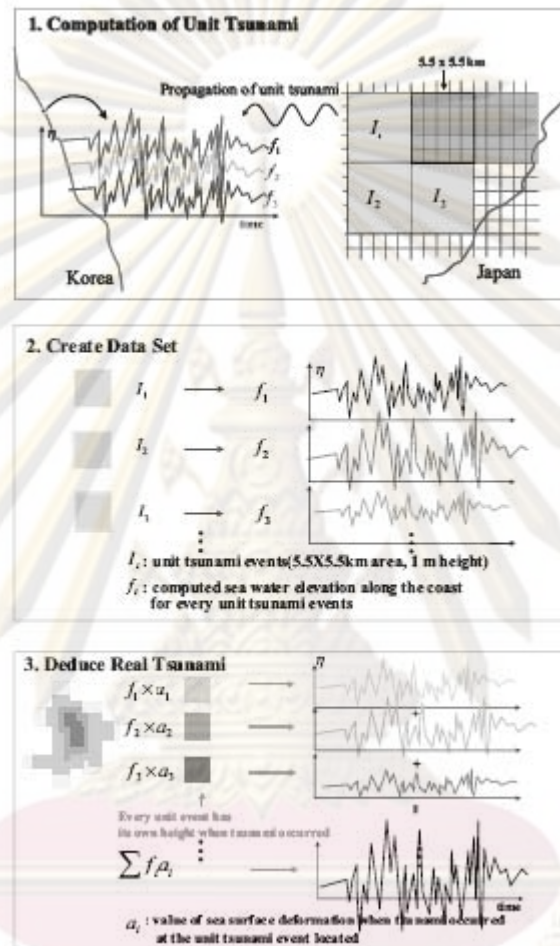 1. Computation of Unit Tsunami
5.5 x 5.5km
Propagation of unit tsunami
η
f₁
f₂
f₃
time
I₁
I₂
I₃
Korea
Japan
2. Create Data Set
I₁ → f₁
η
I₂ → f₂
I₃ → f₃
I꜀ : unit tsunami events(5.5X5.5km area, 1 m height)
fᵢ : computed sea water elevation along the coast
for every unit tsunami events
3. Deduce Real Tsunami
η
f₁×a₁
f₂×a₂
f₃×a₃
+
+
Every unit event has
its own height when tsunami occurred
∑ fᵢaᵢ
time
aᵢ : value of sea surface deformation when tsunami occurred
at the unit tsunami event located